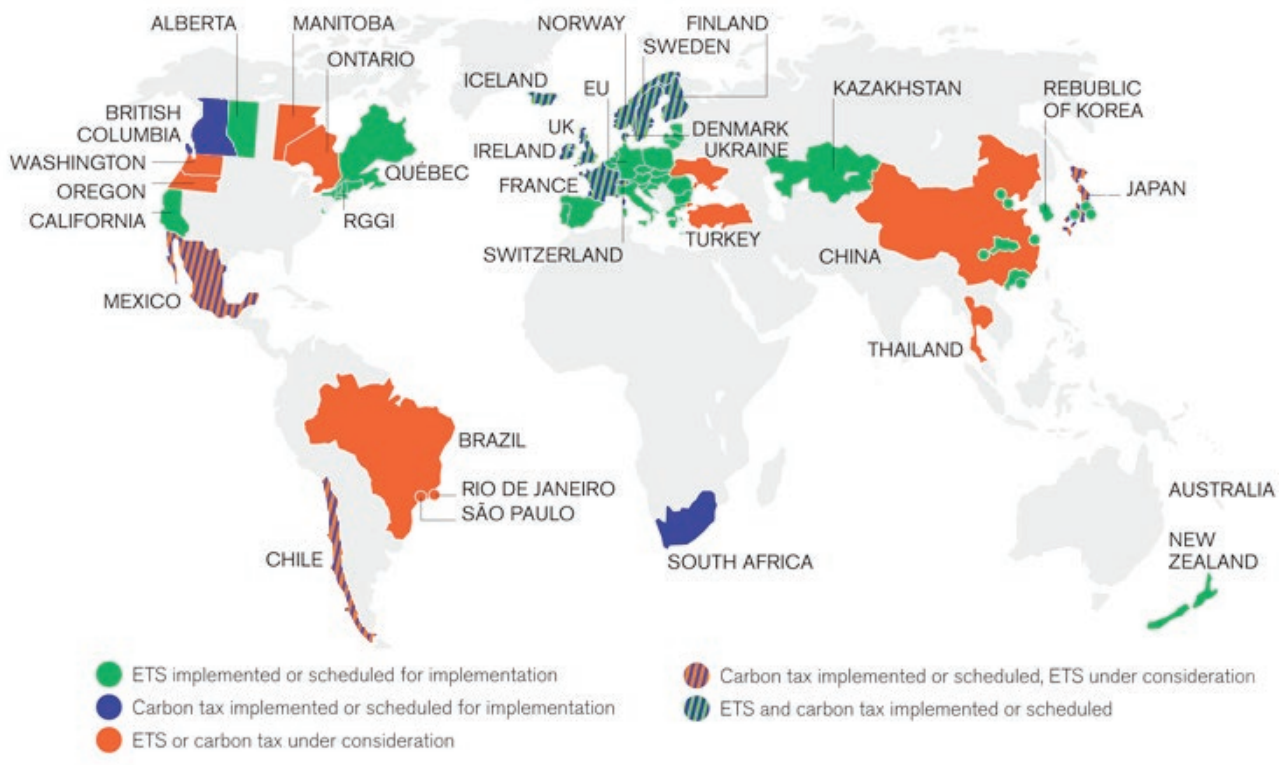 ALBERTA
MANITOBA
ONTARIO
BRITISH
COLUMBIA
WASHINGTON
OREGON
CALIFORNIA
QUÉBEC
RGGI
MEXICO
NORWAY
FINLAND
SWEDEN
ICELAND
EU
UK
IRELAND
FRANCE
DENMARK
UKRAINE
SWITZERLAND
TURKEY
KAZAKHSTAN
REBUBLIC
OF KOREA
JAPAN
CHINA
THAILAND
BRAZIL
RIO DE JANEIRO
SÃO PAULO
CHILE
SOUTH AFRICA
AUSTRALIA
NEW
ZEALAND
ETS implemented or scheduled for implementation
Carbon tax implemented or scheduled for implementation
ETS or carbon tax under consideration
Carbon tax implemented or scheduled, ETS under consideration
ETS and carbon tax implemented or scheduled